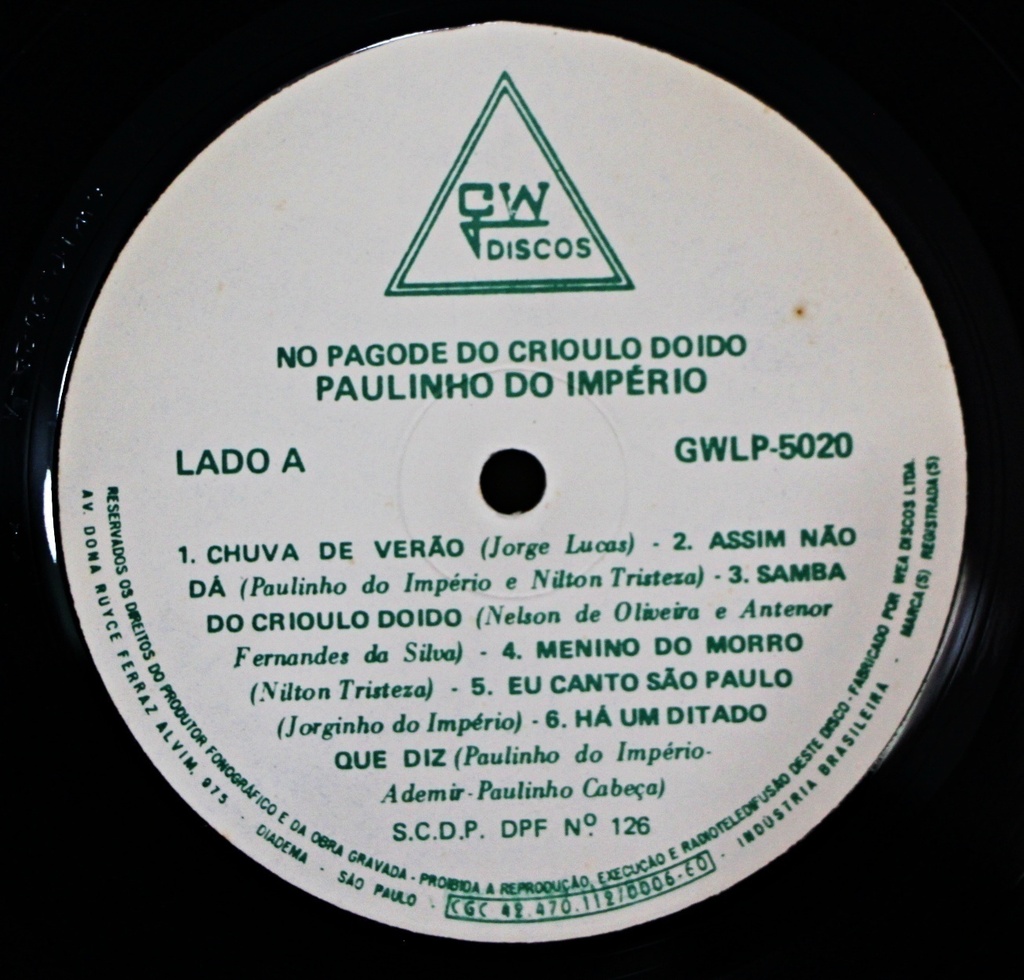 GW
DISCOS
NO PAGODE DO CRIOULO DOIDO
PAULINHO DO IMPÉRIO
LADO A
GWLP-5020
1. CHUVA DE VERÃO (Jorge Lucas) - 2. ASSIM NÃO
DÁ (Paulinho do Império e Nilton Tristeza) - 3. SAMBA
DO CRIOULO DOIDO (Nelson de Oliveira e Antenor
Fernandes da Silva) - 4. MENINO DO MORRO
(Nilton Tristeza) - 5. EU CANTO SÃO PAULO
(Jorginho do Império) - 6. HÁ UM DITADO
QUE DIZ (Paulinho do Império-
Ademir-Paulinho Cabeça)
S.C.D.P. DPF Nº 126
RESERVADOS OS DIREITOS DO PRODUTOR FONOGRÁFICO E DA OBRA GRAVADA - PROIBIDA A REPRODUÇÃO, EXECUÇÃO E RADIOTELEDIFUSÃO DESTE DISCO - FABRICADO POR WEA DISCOS LTDA.
AV. DONA RUYCE FERRAZ ALVIM, 975 DIADEMA - SÃO PAULO - CGC 42.470.112/0006-60 - INDÚSTRIA BRASILEIRA - MARCA(S) REGISTRADA(S)